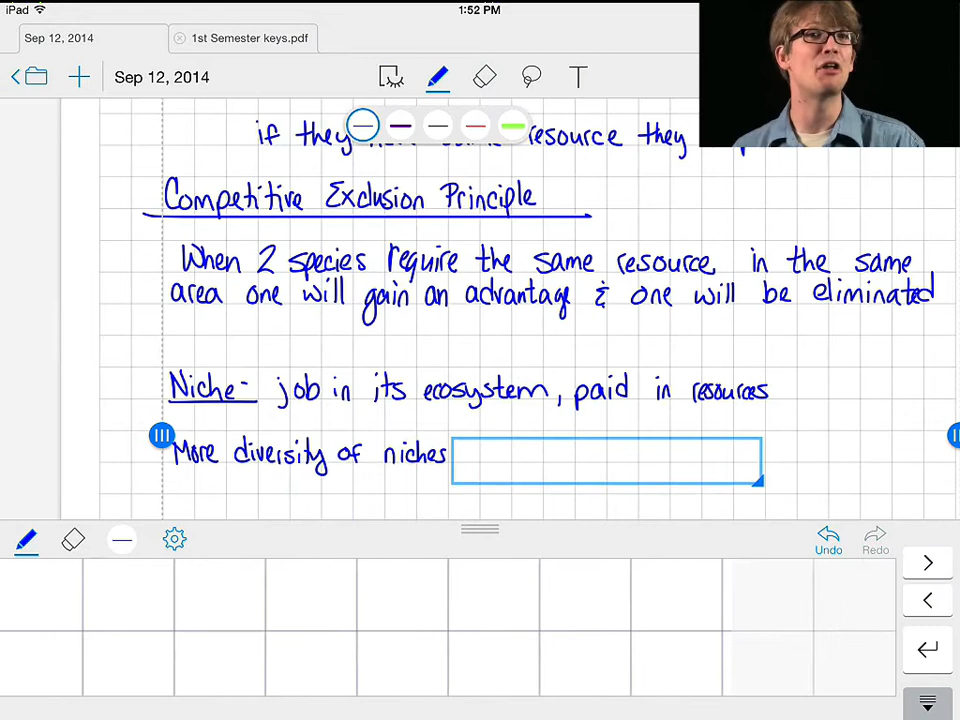 iPad 1:52 PM
Sep 12, 2014 1st Semester keys.pdf
Sep 12, 2014 T
if they resource they
Competitive Exclusion Principle
When 2 species require the same resource in the same
area one will gain an advantage & one will be eliminated
Niche- job in its ecosystem, paid in resources
More diversity of niches
Undo Redo